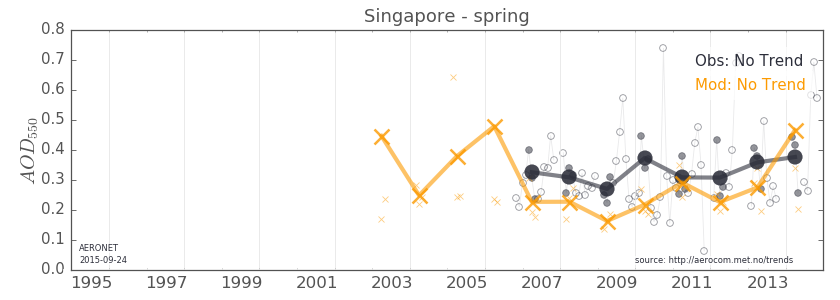 Singapore - spring
0.8
0.7
0.6
0.5
0.4
0.3
0.2
0.1
0.0
AOD550
Obs: No Trend
Mod: No Trend
AERONET
2015-09-24
source: http://aerocom.met.no/trends
1995 1997 1999 2001 2003 2005 2007 2009 2011 2013